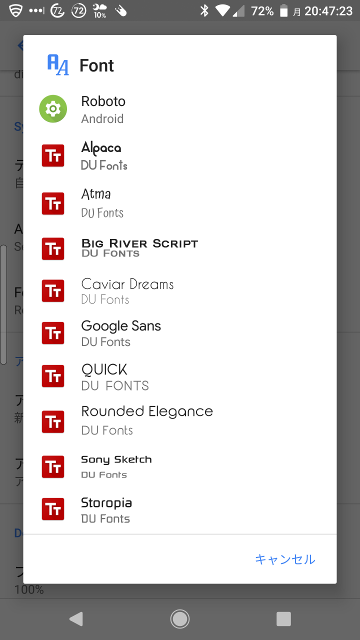 72
72
10%
72%
月
20:47:23
Font
Roboto
Android
Alpaca
DU Fonts
Atma
DU Fonts
Big River Script
DU Fonts
Caviar Dreams
DU Fonts
Google Sans
DU Fonts
QUICK
DU FONTS
Rounded Elegance
DU Fonts
Sony Sketch
DU Fonts
Storopia
DU Fonts
キャンセル
100%